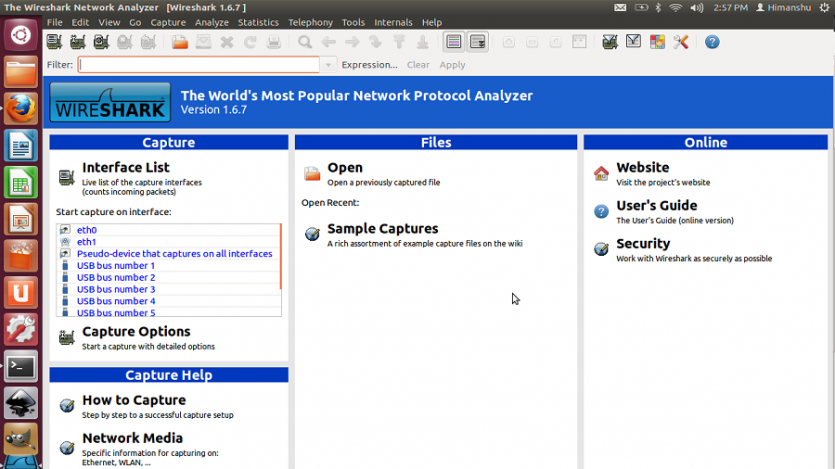 The Wireshark Network Analyzer [Wireshark 1.6.7 ]
2:57 PM Himanshu
File Edit View Go Capture Analyze Statistics Telephony Tools Internals Help
Filter: Expression... Clear Apply
WIRESHARK
The World's Most Popular Network Protocol Analyzer
Version 1.6.7
Capture
Interface List
Live list of the capture interfaces
(counts incoming packets)
Start capture on interface:
eth0
eth1
Pseudo-device that captures on all interfaces
USB bus number 1
USB bus number 2
USB bus number 3
USB bus number 4
USB bus number 5
Capture Options
Start a capture with detailed options
Capture Help
How to Capture
Step by step to a successful capture setup
Network Media
Specific information for capturing on:
Ethernet, WLAN, ...
Files
Open
Open a previously captured file
Open Recent:
Sample Captures
A rich assortment of example capture files on the wiki
Online
Website
Visit the project's website
User's Guide
The User's Guide (online version)
Security
Work with Wireshark as securely as possible